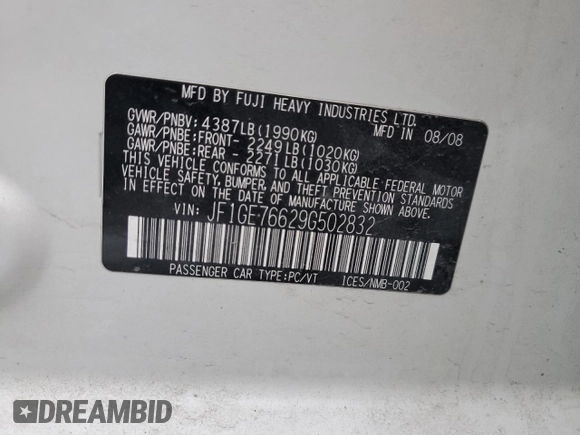 MFD BY FUJI HEAVY INDUSTRIES LTD.
GVWR/PNBV: 4387LB(1990KG) MFD IN 08/08
GAWR/PNBE: FRONT- 2249LB(1020KG)
GAWR/PNBE: REAR - 2271LB(1030KG)
THIS VEHICLE CONFORMS TO ALL APPLICABLE FEDERAL MOTOR
VEHICLE SAFETY, BUMPER, AND THEFT PREVENTION STANDARDS
IN EFFECT ON THE DATE OF MANUFACTURE SHOWN ABOVE.
VIN: JF1GE76629G502832
PASSENGER CAR TYPE:PC/VT ICES/NMB-002
DREAMBID